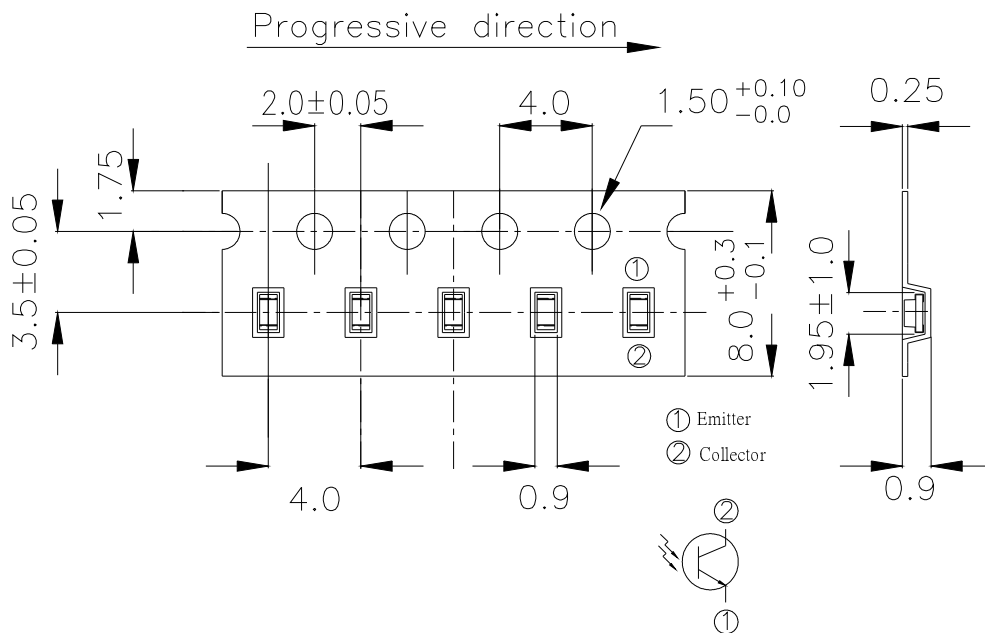 Progressive direction
2.0±0.05
4.0
1.50 +0.10 -0.0
0.25
1.75
3.5±0.05
①
②
8.0 +0.3 -0.1
1.95±1.0
① Emitter
② Collector
4.0
0.9
0.9
②
①